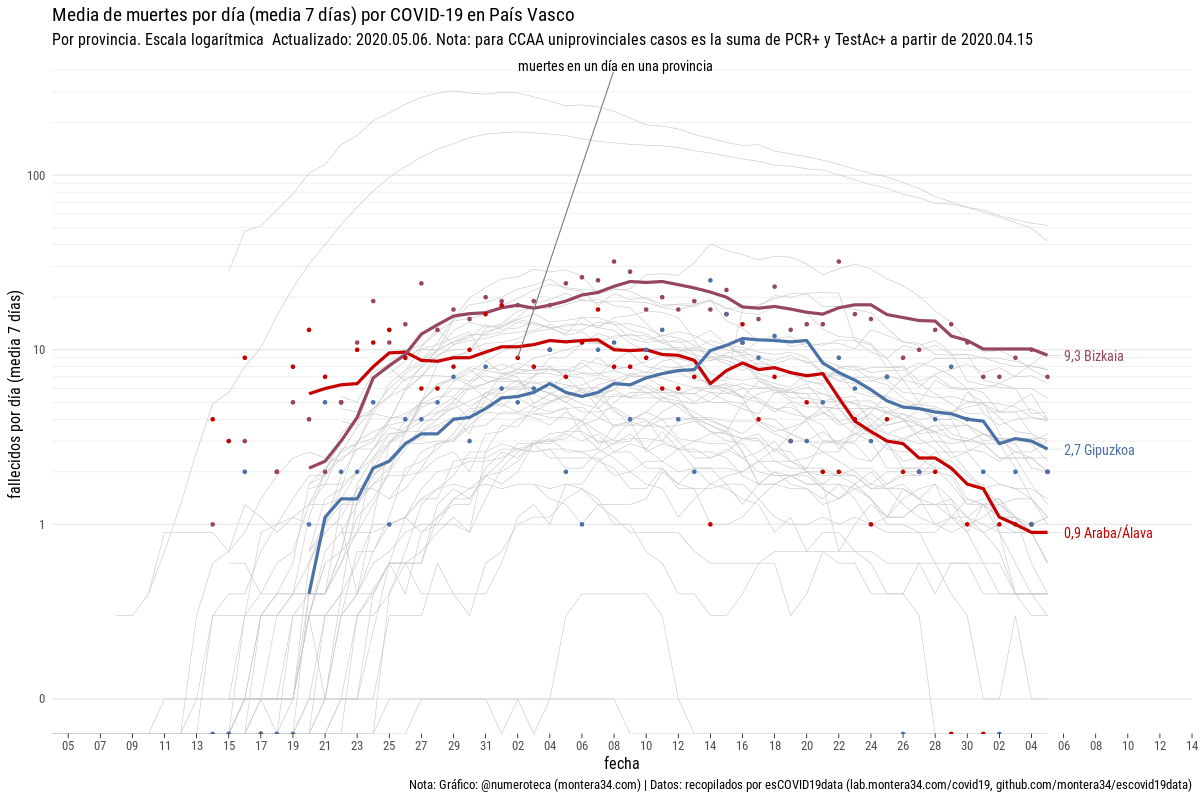 Media de muertes por día (media 7 días) por COVID-19 en País Vasco
Por provincia. Escala logarítmica  Actualizado: 2020.05.06. Nota: para CCAA uniprovinciales casos es la suma de PCR+ y TestAc+ a partir de 2020.04.15
muertes en un día en una provincia
fallecidos por día (media  7 días)
100
10
1
0
9,3 Bizkaia
2,7 Gipuzkoa
0,9 Araba/Álava
05 07 09 11 13 15 17 19 21 23 25 27 29 31 02 04 06 08 10 12 14 16 18 20 22 24 26 28 30 02 04 06 08 10 12 14
fecha
Nota: Gráfico: @numeroteca (montera34.com) | Datos: recopilados por esCOVID19data (lab.montera34.com/covid19, github.com/montera34/escovid19data)